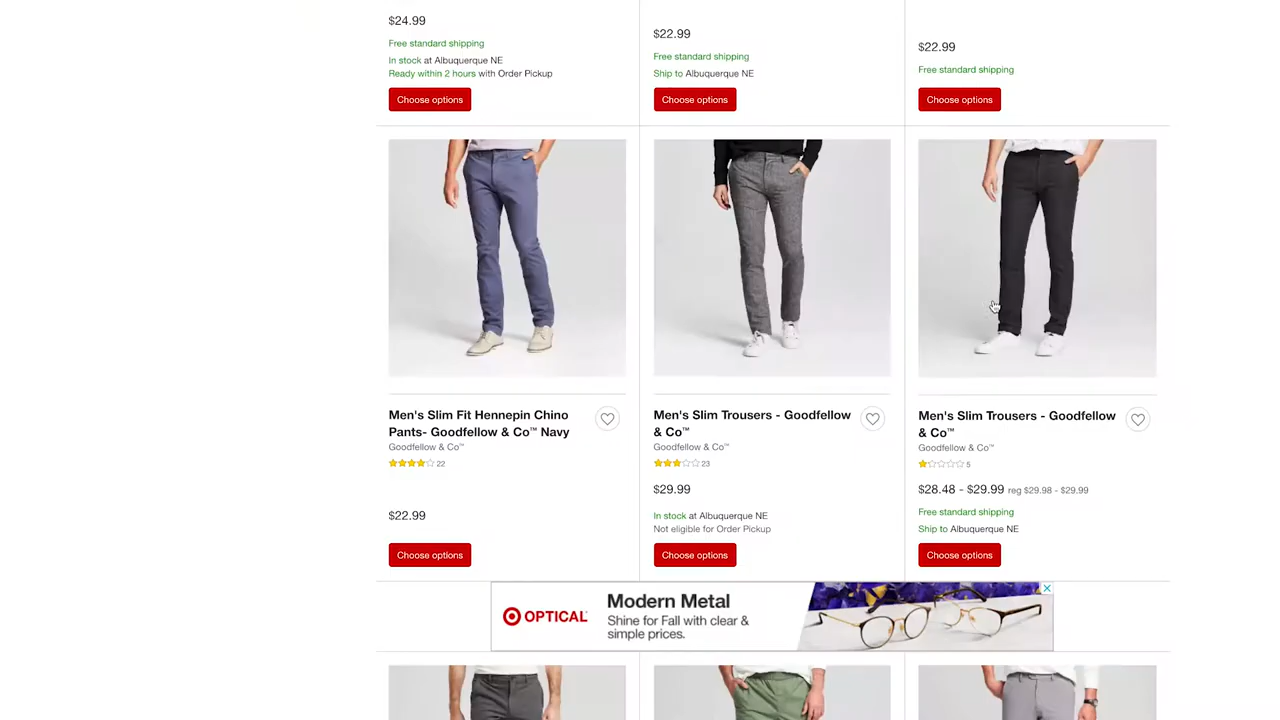 $24.99
Free standard shipping
In stock at Albuquerque NE
Ready within 2 hours with Order Pickup
Choose options
$22.99
Free standard shipping
Ship to Albuquerque NE
Choose options
$22.99
Free standard shipping
Choose options
Men's Slim Fit Hennepin Chino
Pants- Goodfellow & Co™ Navy
Goodfellow & Co™
22
$22.99
Choose options
Men's Slim Trousers - Goodfellow
& Co™
Goodfellow & Co™
23
$29.99
In stock at Albuquerque NE
Not eligible for Order Pickup
Choose options
Men's Slim Trousers - Goodfellow
& Co™
Goodfellow & Co™
5
$28.48 - $29.99 reg $29.98 - $29.99
Free standard shipping
Ship to Albuquerque NE
Choose options
OPTICAL
Modern Metal
Shine for Fall with clear &
simple prices.